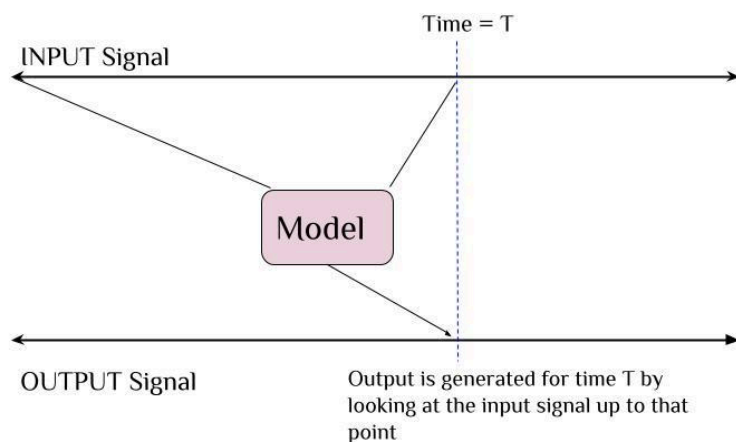 Time = T
INPUT Signal
Model
OUTPUT Signal
Output is generated for time T by
looking at the input signal up to that
point